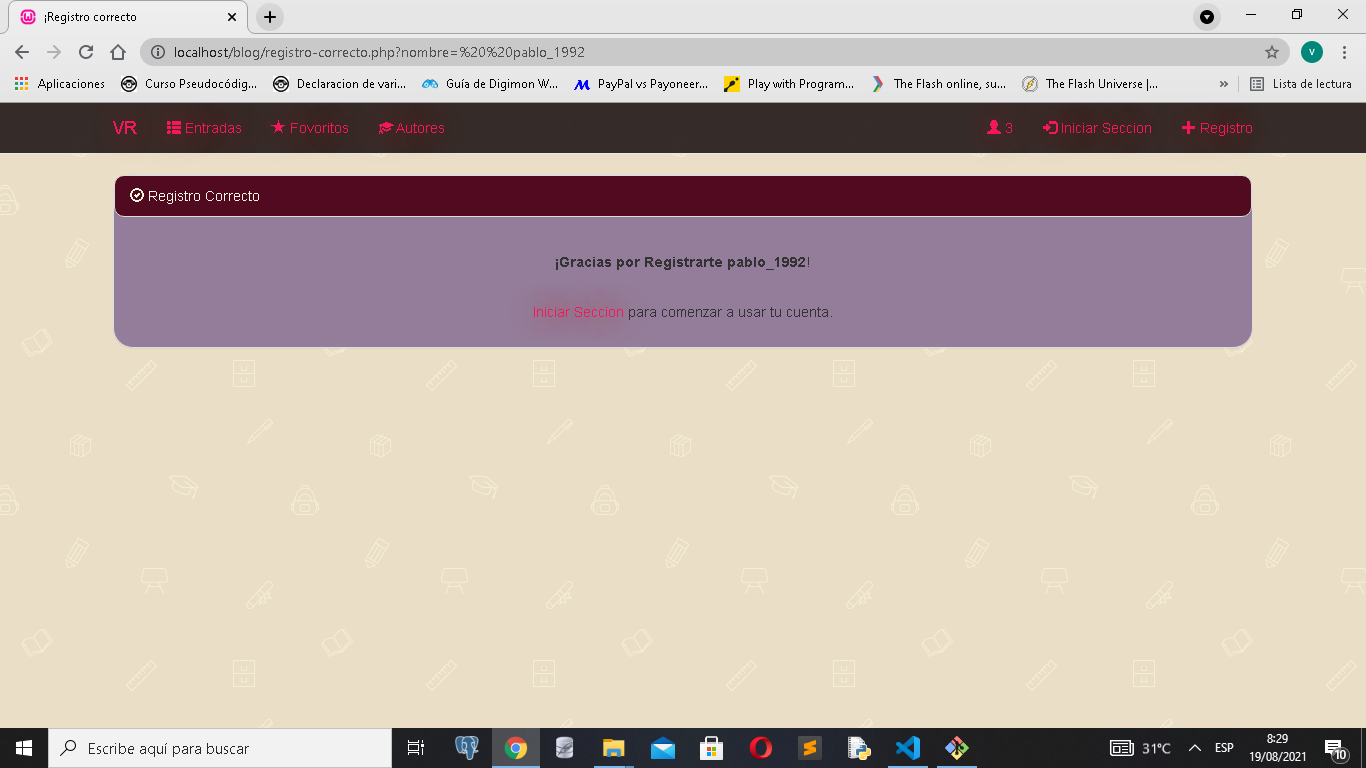 ¡Registro correcto
localhost/blog/registro-correcto.php?nombre=%20%20pablo_1992
V
Aplicaciones Curso Pseudocódig... Declaracion de vari... Guía de Digimon W... PayPal vs Payoneer... Play with Program... The Flash online, su... The Flash Universe |... » Lista de lectura
VR Entradas Fovoritos Autores 3 Iniciar Seccion Registro
Registro Correcto
¡Gracias por Registrarte pablo_1992!
Iniciar Seccion para comenzar a usar tu cuenta.
Escribe aquí para buscar
31°C ESP
8:29
19/08/2021
10